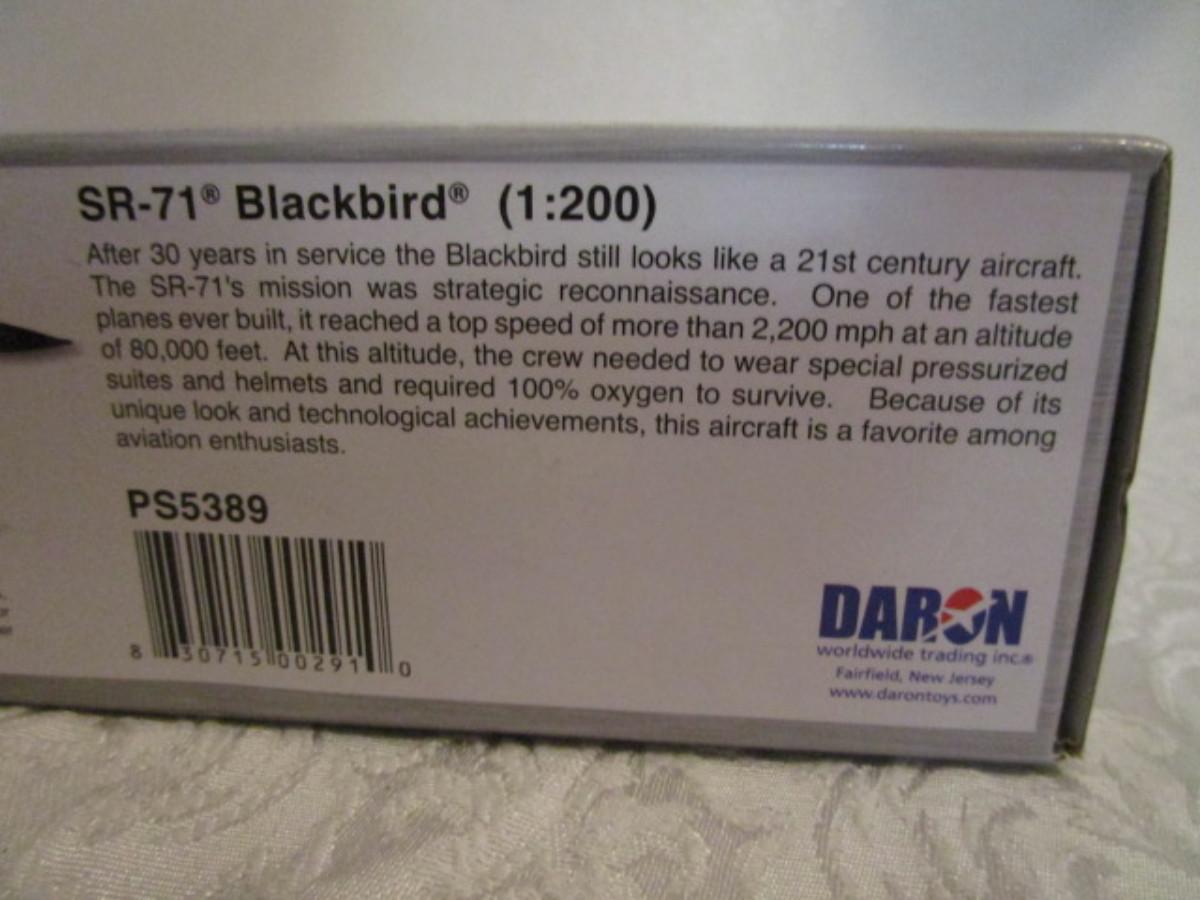 SR-71® Blackbird® (1:200)
After 30 years in service the Blackbird still looks like a 21st century aircraft.
The SR-71's mission was strategic reconnaissance. One of the fastest
planes ever built, it reached a top speed of more than 2,200 mph at an altitude
of 80,000 feet. At this altitude, the crew needed to wear special pressurized
suites and helmets and required 100% oxygen to survive. Because of its
unique look and technological achievements, this aircraft is a favorite among
aviation enthusiasts.
PS5389
8 30715 00291 0
DARON
worldwide trading inc.®
Fairfield, New Jersey
www.darontoys.com